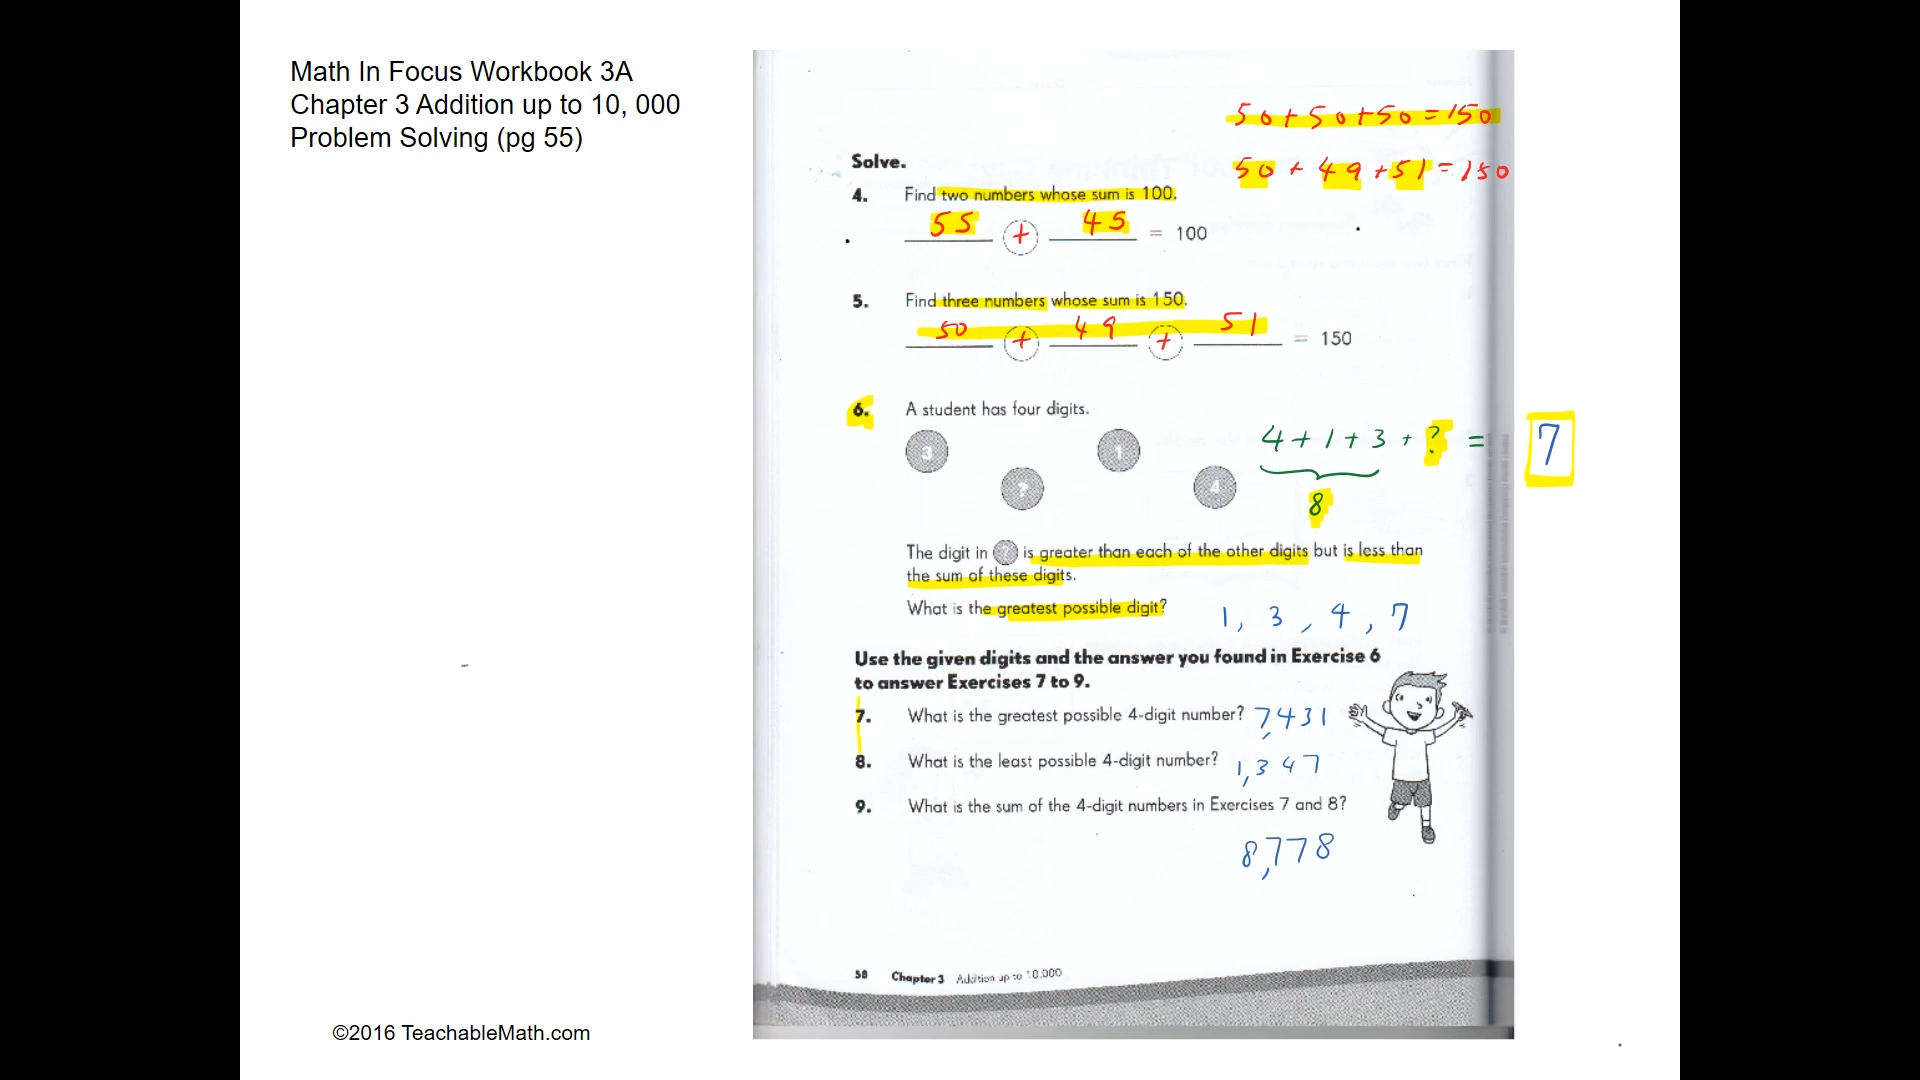 Math In Focus Workbook 3A
Chapter 3 Addition up to 10, 000
Problem Solving (pg 55)
50+50+50=150
50+49+51=150
Solve.
4. Find two numbers whose sum is 100.
55 + 45 = 100
5. Find three numbers whose sum is 150.
50 + 49 + 51 = 150
6. A student has four digits.
3 1
? 4
4+1+3+? = 7
8
The digit in ? is greater than each of the other digits but is less than
the sum of these digits.
What is the greatest possible digit? 1, 3, 4, 7
Use the given digits and the answer you found in Exercise 6
to answer Exercises 7 to 9.
7. What is the greatest possible 4-digit number? 7,431
8. What is the least possible 4-digit number? 1,347
9. What is the sum of the 4-digit numbers in Exercises 7 and 8?
8,778
58 Chapter 3 Addition up to 10,000
©2016 TeachableMath.com